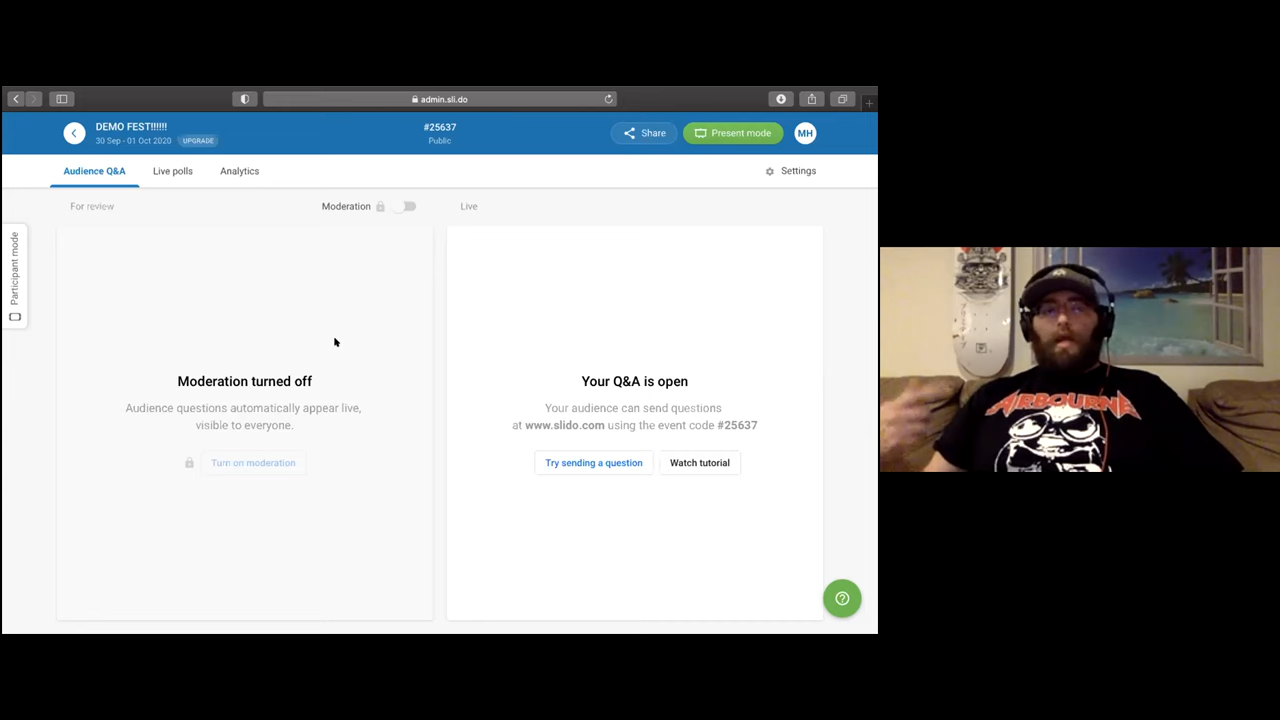 admin.sli.do
DEMO FEST!!!!!!
30 Sep - 01 Oct 2020 UPGRADE
#25637
Public
Share
Present mode
MH
Audience Q&A
Live polls
Analytics
Settings
For review
Moderation
Live
Participant mode
Moderation turned off
Audience questions automatically appear live,
visible to everyone.
Turn on moderation
Your Q&A is open
Your audience can send questions
at www.slido.com using the event code #25637
Try sending a question
Watch tutorial
AIRBOURNE